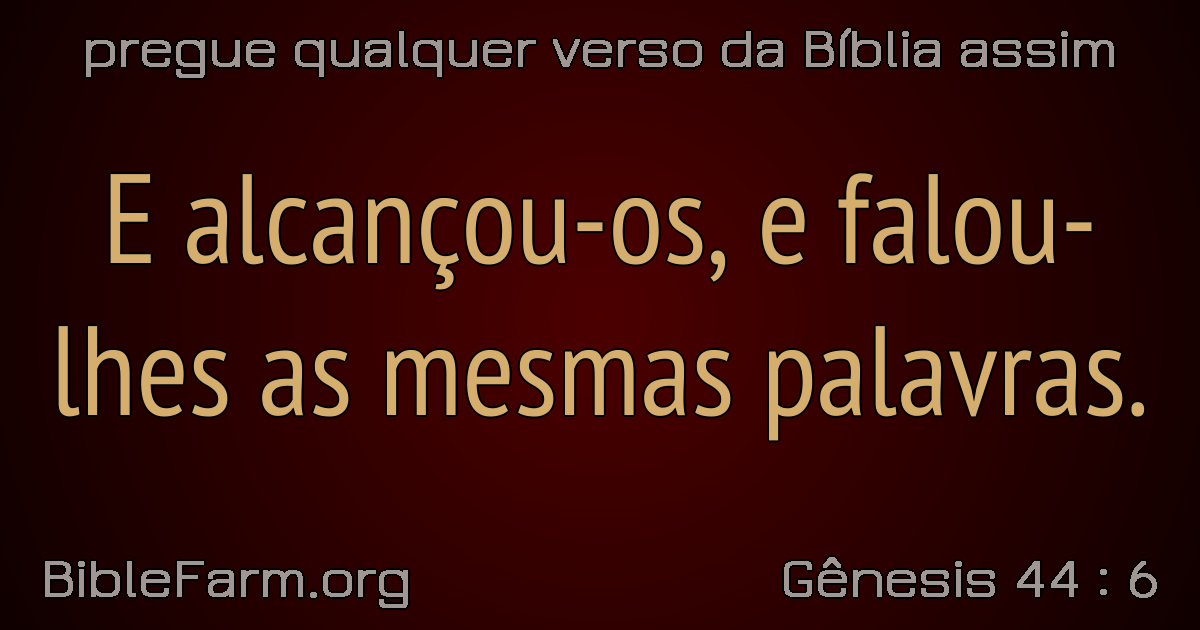 pregue qualquer verso da Bíblia assim
E alcançou-os, e falou-
lhes as mesmas palavras.
BibleFarm.org
Gênesis 44 : 6